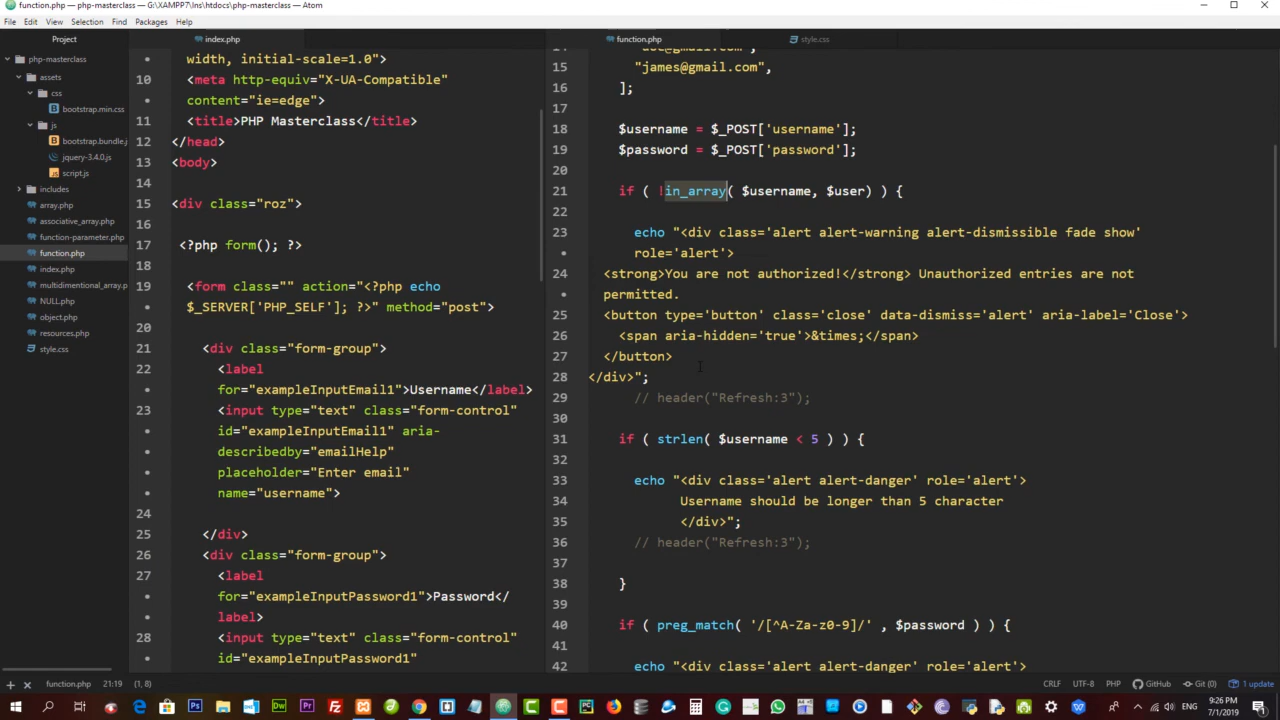 function.php — php-masterclass — G:\XAMPP7\Ins\htdocs\php-masterclass — Atom
File Edit View Selection Find Packages Help
Project
php-masterclass
assets
css
bootstrap.min.css
js
bootstrap.bundle.j
jquery-3.4.0.js
script.js
includes
array.php
associative_array.php
function-parameter.php
function.php
index.php
multidimentional_array.p
NULL.php
object.php
resources.php
style.css
index.php
width, initial-scale=1.0">
10 <meta http-equiv="X-UA-Compatible"
content="ie=edge">
11 <title>PHP Masterclass</title>
12 </head>
13 <body>
14
15 <div class="roz">
16
17 <?php form(); ?>
18
19 <form class="" action="<?php echo
$_SERVER['PHP_SELF']; ?>" method="post">
20
21 <div class="form-group">
22 <label
for="exampleInputEmail1">Username</label>
23 <input type="text" class="form-control"
id="exampleInputEmail1" aria-
describedby="emailHelp"
placeholder="Enter email"
name="username">
24
25 </div>
26 <div class="form-group">
27 <label
for="exampleInputPassword1">Password</
label>
28 <input type="text" class="form-control"
id="exampleInputPassword1"
function.php style.css
14 "doe@gmail.com",
15 "james@gmail.com",
16 ];
17
18 $username = $_POST['username'];
19 $password = $_POST['password'];
20
21 if ( !in_array( $username, $user) ) {
22
23 echo "<div class='alert alert-warning alert-dismissible fade show'
role='alert'>
24 <strong>You are not authorized!</strong> Unauthorized entries are not
permitted.
25 <button type='button' class='close' data-dismiss='alert' aria-label='Close'>
26 <span aria-hidden='true'>&times;</span>
27 </button>
28 </div>";
29 // header("Refresh:3");
30
31 if ( strlen( $username < 5 ) ) {
32
33 echo "<div class='alert alert-danger' role='alert'>
34 Username should be longer than 5 character
35 </div>";
36 // header("Refresh:3");
37
38 }
39
40 if ( preg_match( '/[^A-Za-z0-9]/' , $password ) ) {
41
42 echo "<div class='alert alert-danger' role='alert'>
function.php 21:19 (1, 8) CRLF UTF-8 PHP GitHub Git (0) 1 update
ENG 9:26 PM
7/1/2019